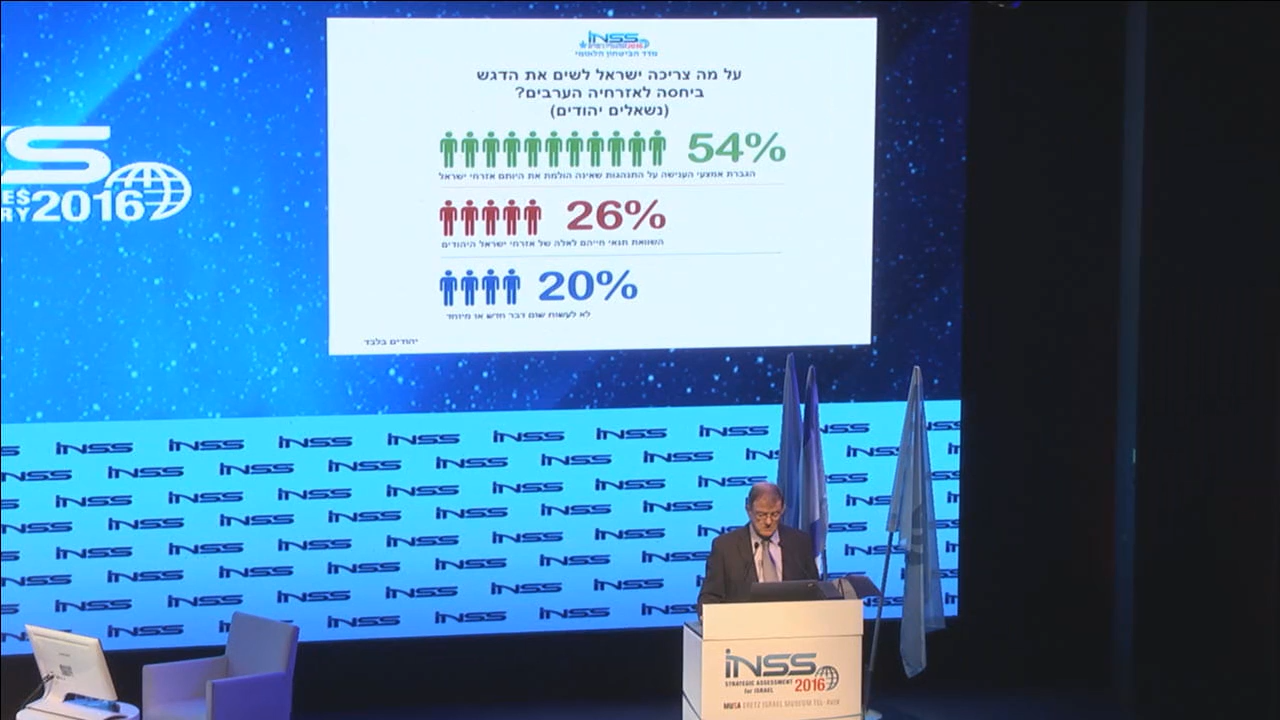 INSS
2016
מדד הביטחון הלאומי
על מה צריכה ישראל לשים את הדגש
ביחסה לאזרחיה הערבים?
(נשאלים יהודים)
54%
הגברת אמצעי הענישה על התנהגות שאינה הולמת את היותם אזרחי ישראל
26%
השוואת תנאי חייהם לאלה של אזרחי ישראל היהודים
20%
לא לעשות שום דבר חדש או מיוחד
יהודים בלבד
2016
INSS
STRATEGIC ASSESSMENT
for ISRAEL
2016
MUSA ERETZ ISRAEL MUSEUM TEL-AVIV